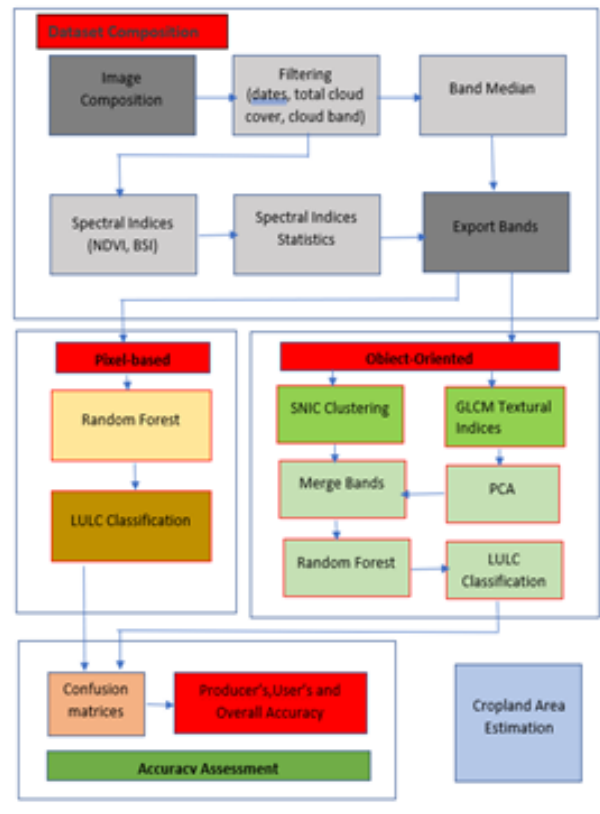 Dataset Composition
Image
Composition
Filtering
(dates, total cloud
cover, cloud band)
Band Median
Spectral Indices
(NDVI, BSI)
Spectral Indices
Statistics
Export Bands
Pixel-based
Random Forest
LULC Classification
Object-Oriented
SNIC Clustering
GLCM Textural
Indices
Merge Bands
PCA
Random Forest
LULC
Classification
Confusion
matrices
Producer's,User's and
Overall Accuracy
Accuracy Assessment
Cropland Area
Estimation